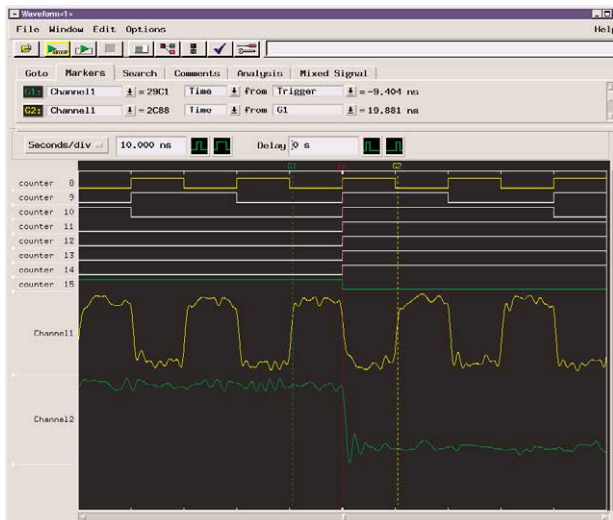 Waveform<1>
File Window Edit Options Help
GROUP
Goto Markers Search Comments Analysis Mixed Signal
G1: Channel1 =29C1 Time from Trigger =-9.404 ns
G2: Channel1 =2C88 Time from G1 =19.881 ns
Seconds/div 10.000 ns Delay 0 s
G1 G2
counter 8
counter 9
counter 10
counter 11
counter 12
counter 13
counter 14
counter 15
Channel1
Channel2